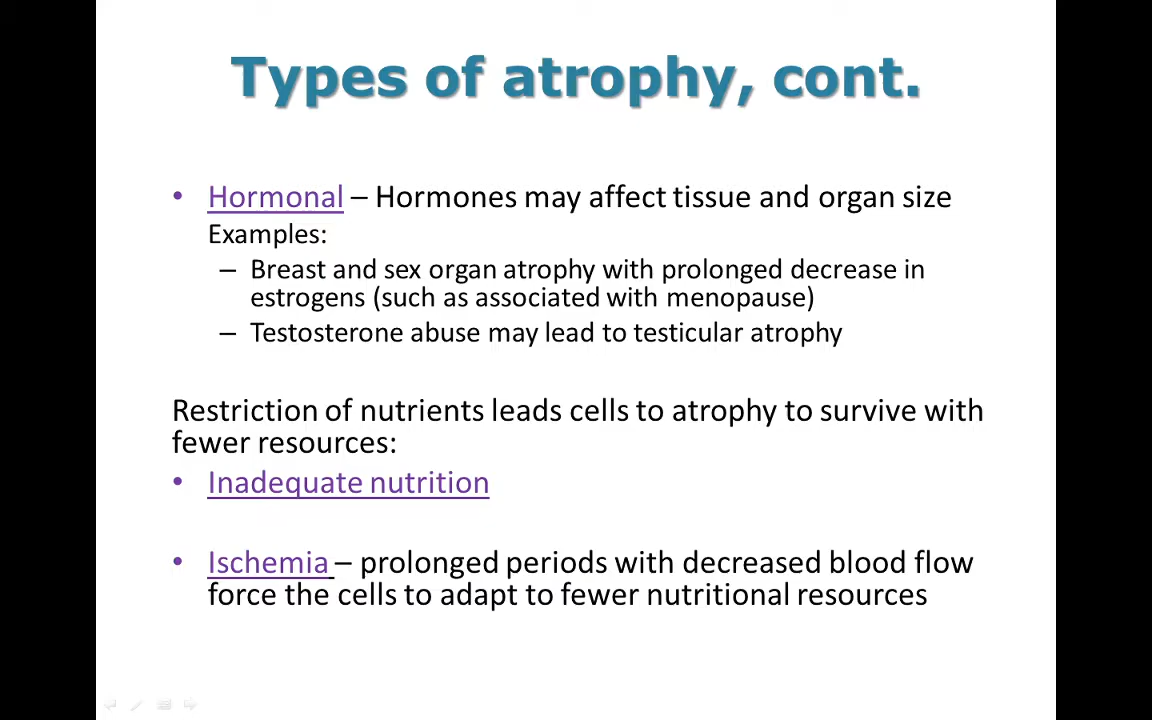 Types of atrophy, cont.
• Hormonal – Hormones may affect tissue and organ size
Examples:
– Breast and sex organ atrophy with prolonged decrease in
estrogens (such as associated with menopause)
– Testosterone abuse may lead to testicular atrophy
Restriction of nutrients leads cells to atrophy to survive with
fewer resources:
• Inadequate nutrition
• Ischemia – prolonged periods with decreased blood flow
force the cells to adapt to fewer nutritional resources